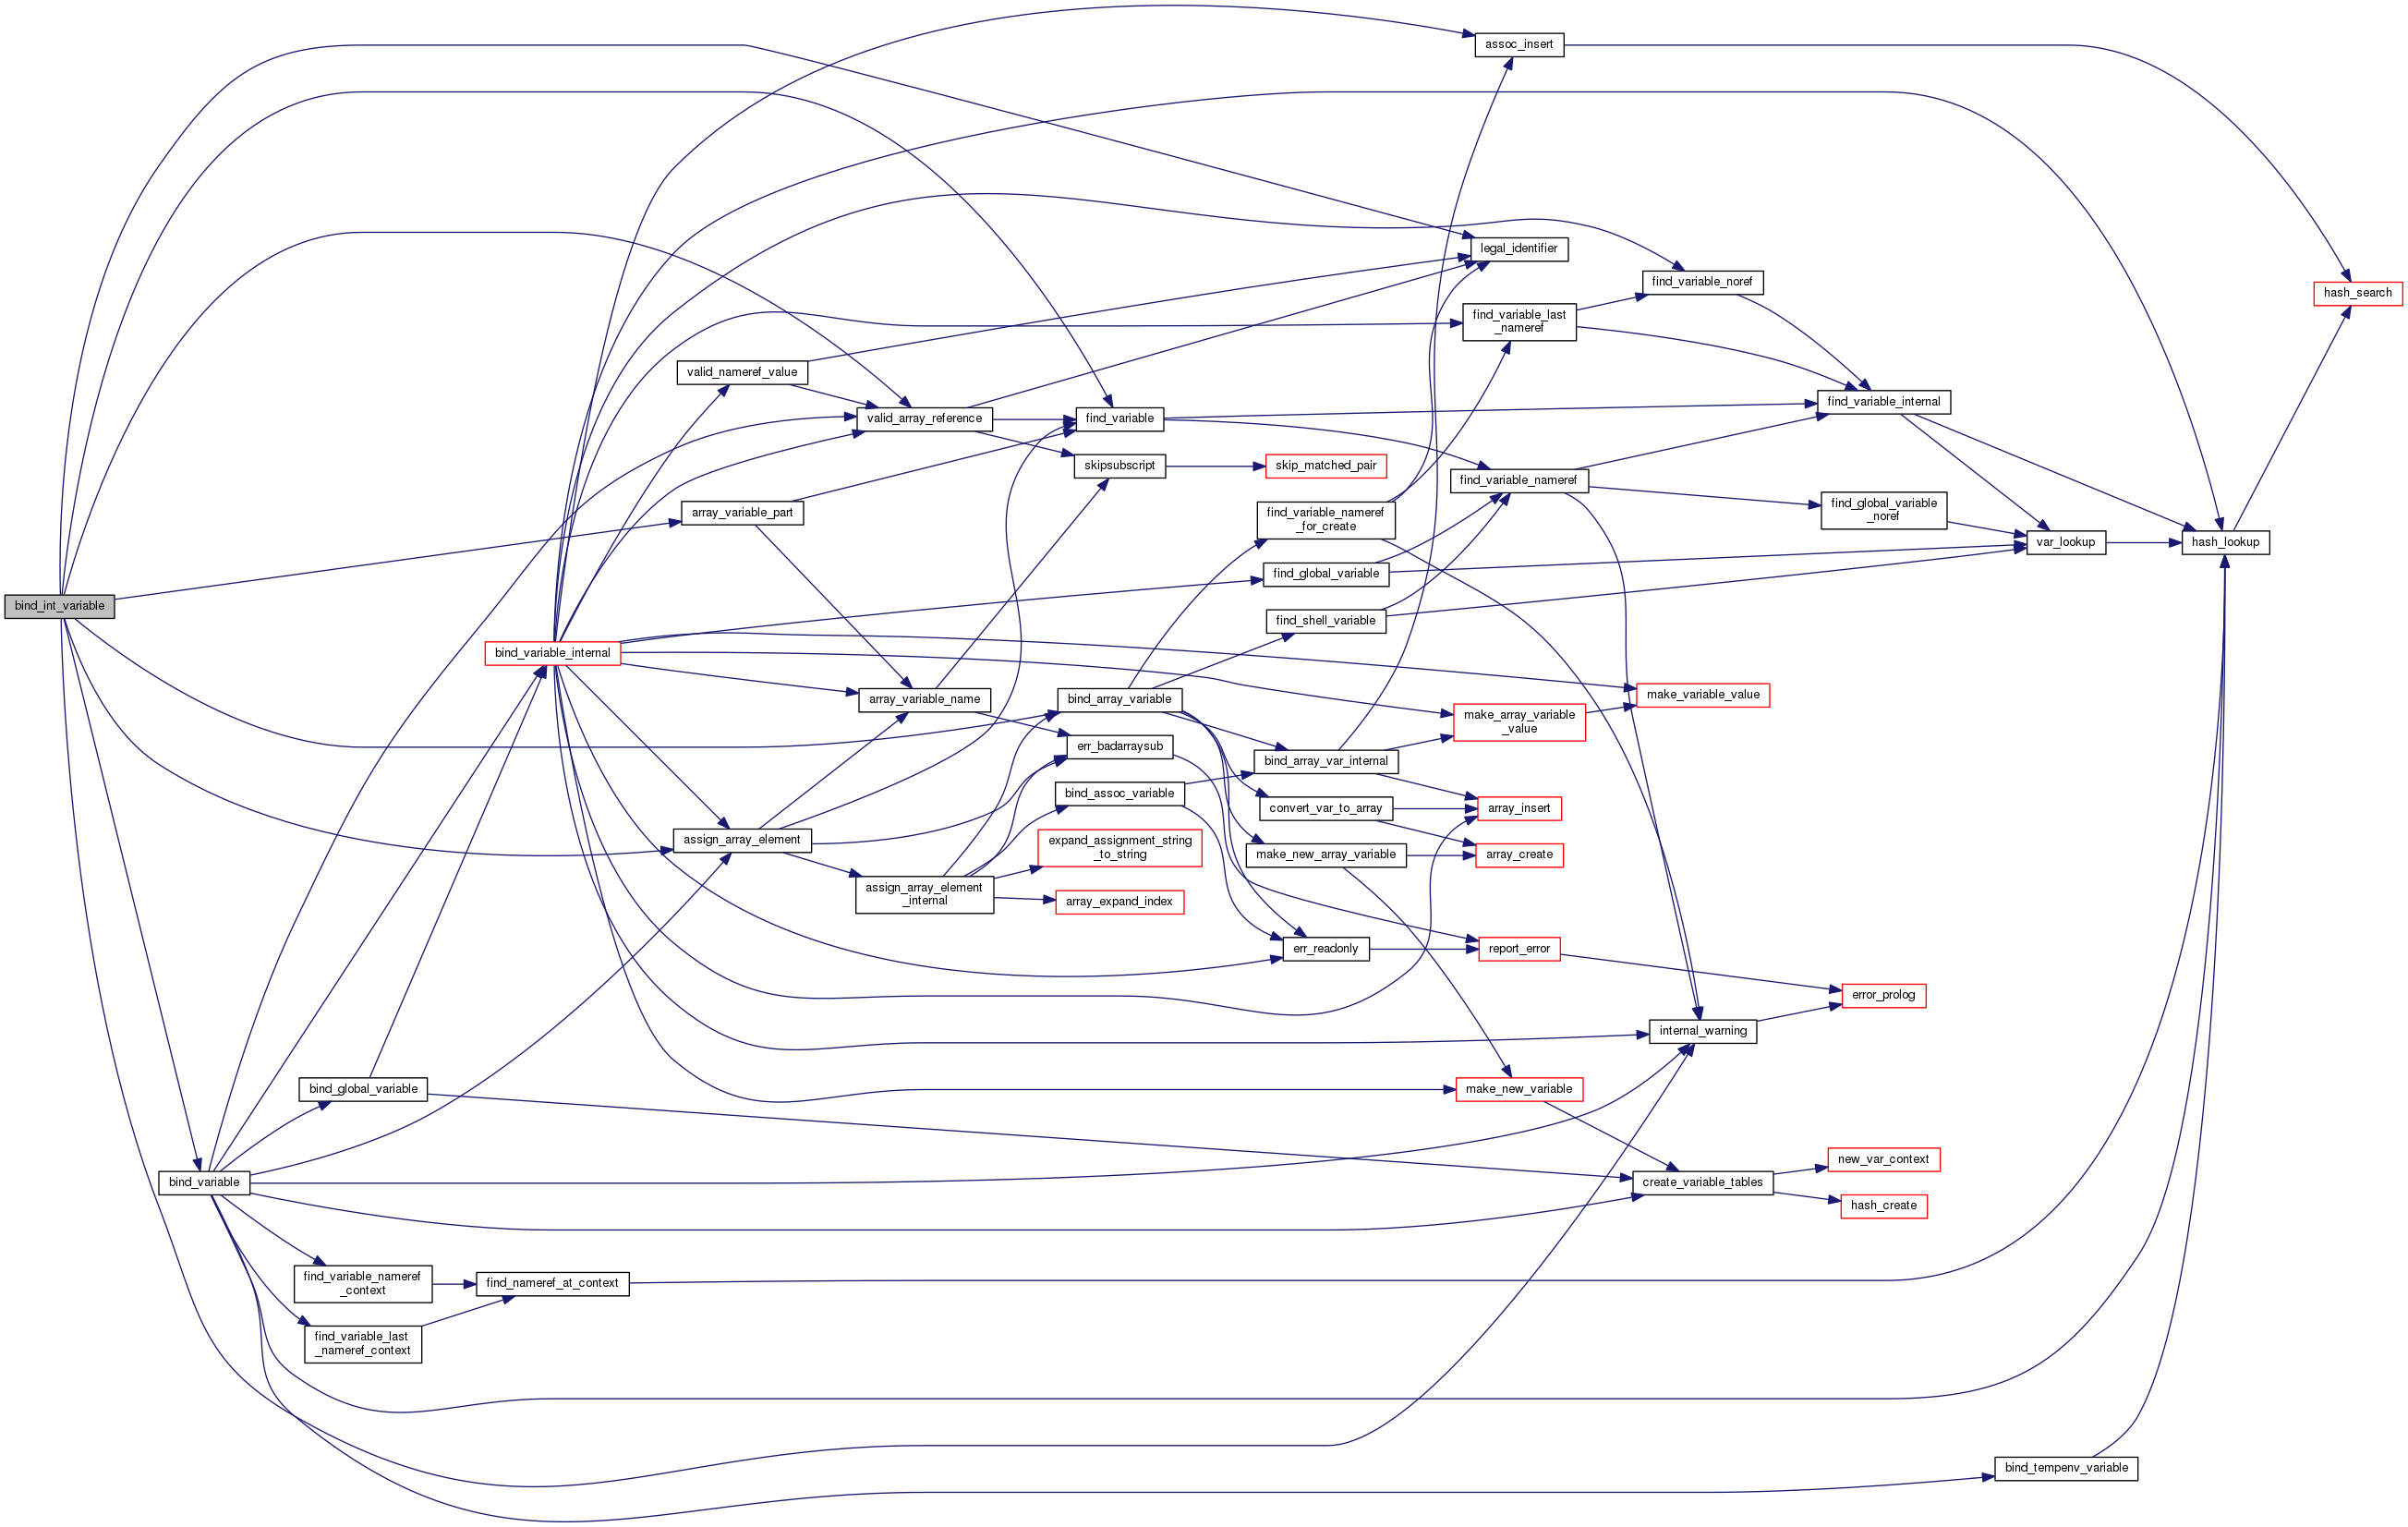 assoc_insert
legal_identifier
find_variable_noref
hash_search
find_variable_last
_nameref
valid_nameref_value
find_variable_internal
valid_array_reference
find_variable
skipsubscript
skip_matched_pair
find_variable_nameref
array_variable_part
find_variable_nameref
_for_create
find_global_variable
_noref
var_lookup
hash_lookup
find_global_variable
bind_int_variable
find_shell_variable
bind_variable_internal
array_variable_name
bind_array_variable
make_variable_value
make_array_variable
_value
err_badarraysub
bind_array_var_internal
bind_assoc_variable
convert_var_to_array
array_insert
assign_array_element
expand_assignment_string
_to_string
make_new_array_variable
array_create
assign_array_element
_internal
array_expand_index
err_readonly
report_error
error_prolog
internal_warning
bind_global_variable
make_new_variable
new_var_context
bind_variable
create_variable_tables
hash_create
find_variable_nameref
_context
find_nameref_at_context
find_variable_last
_nameref_context
bind_tempenv_variable